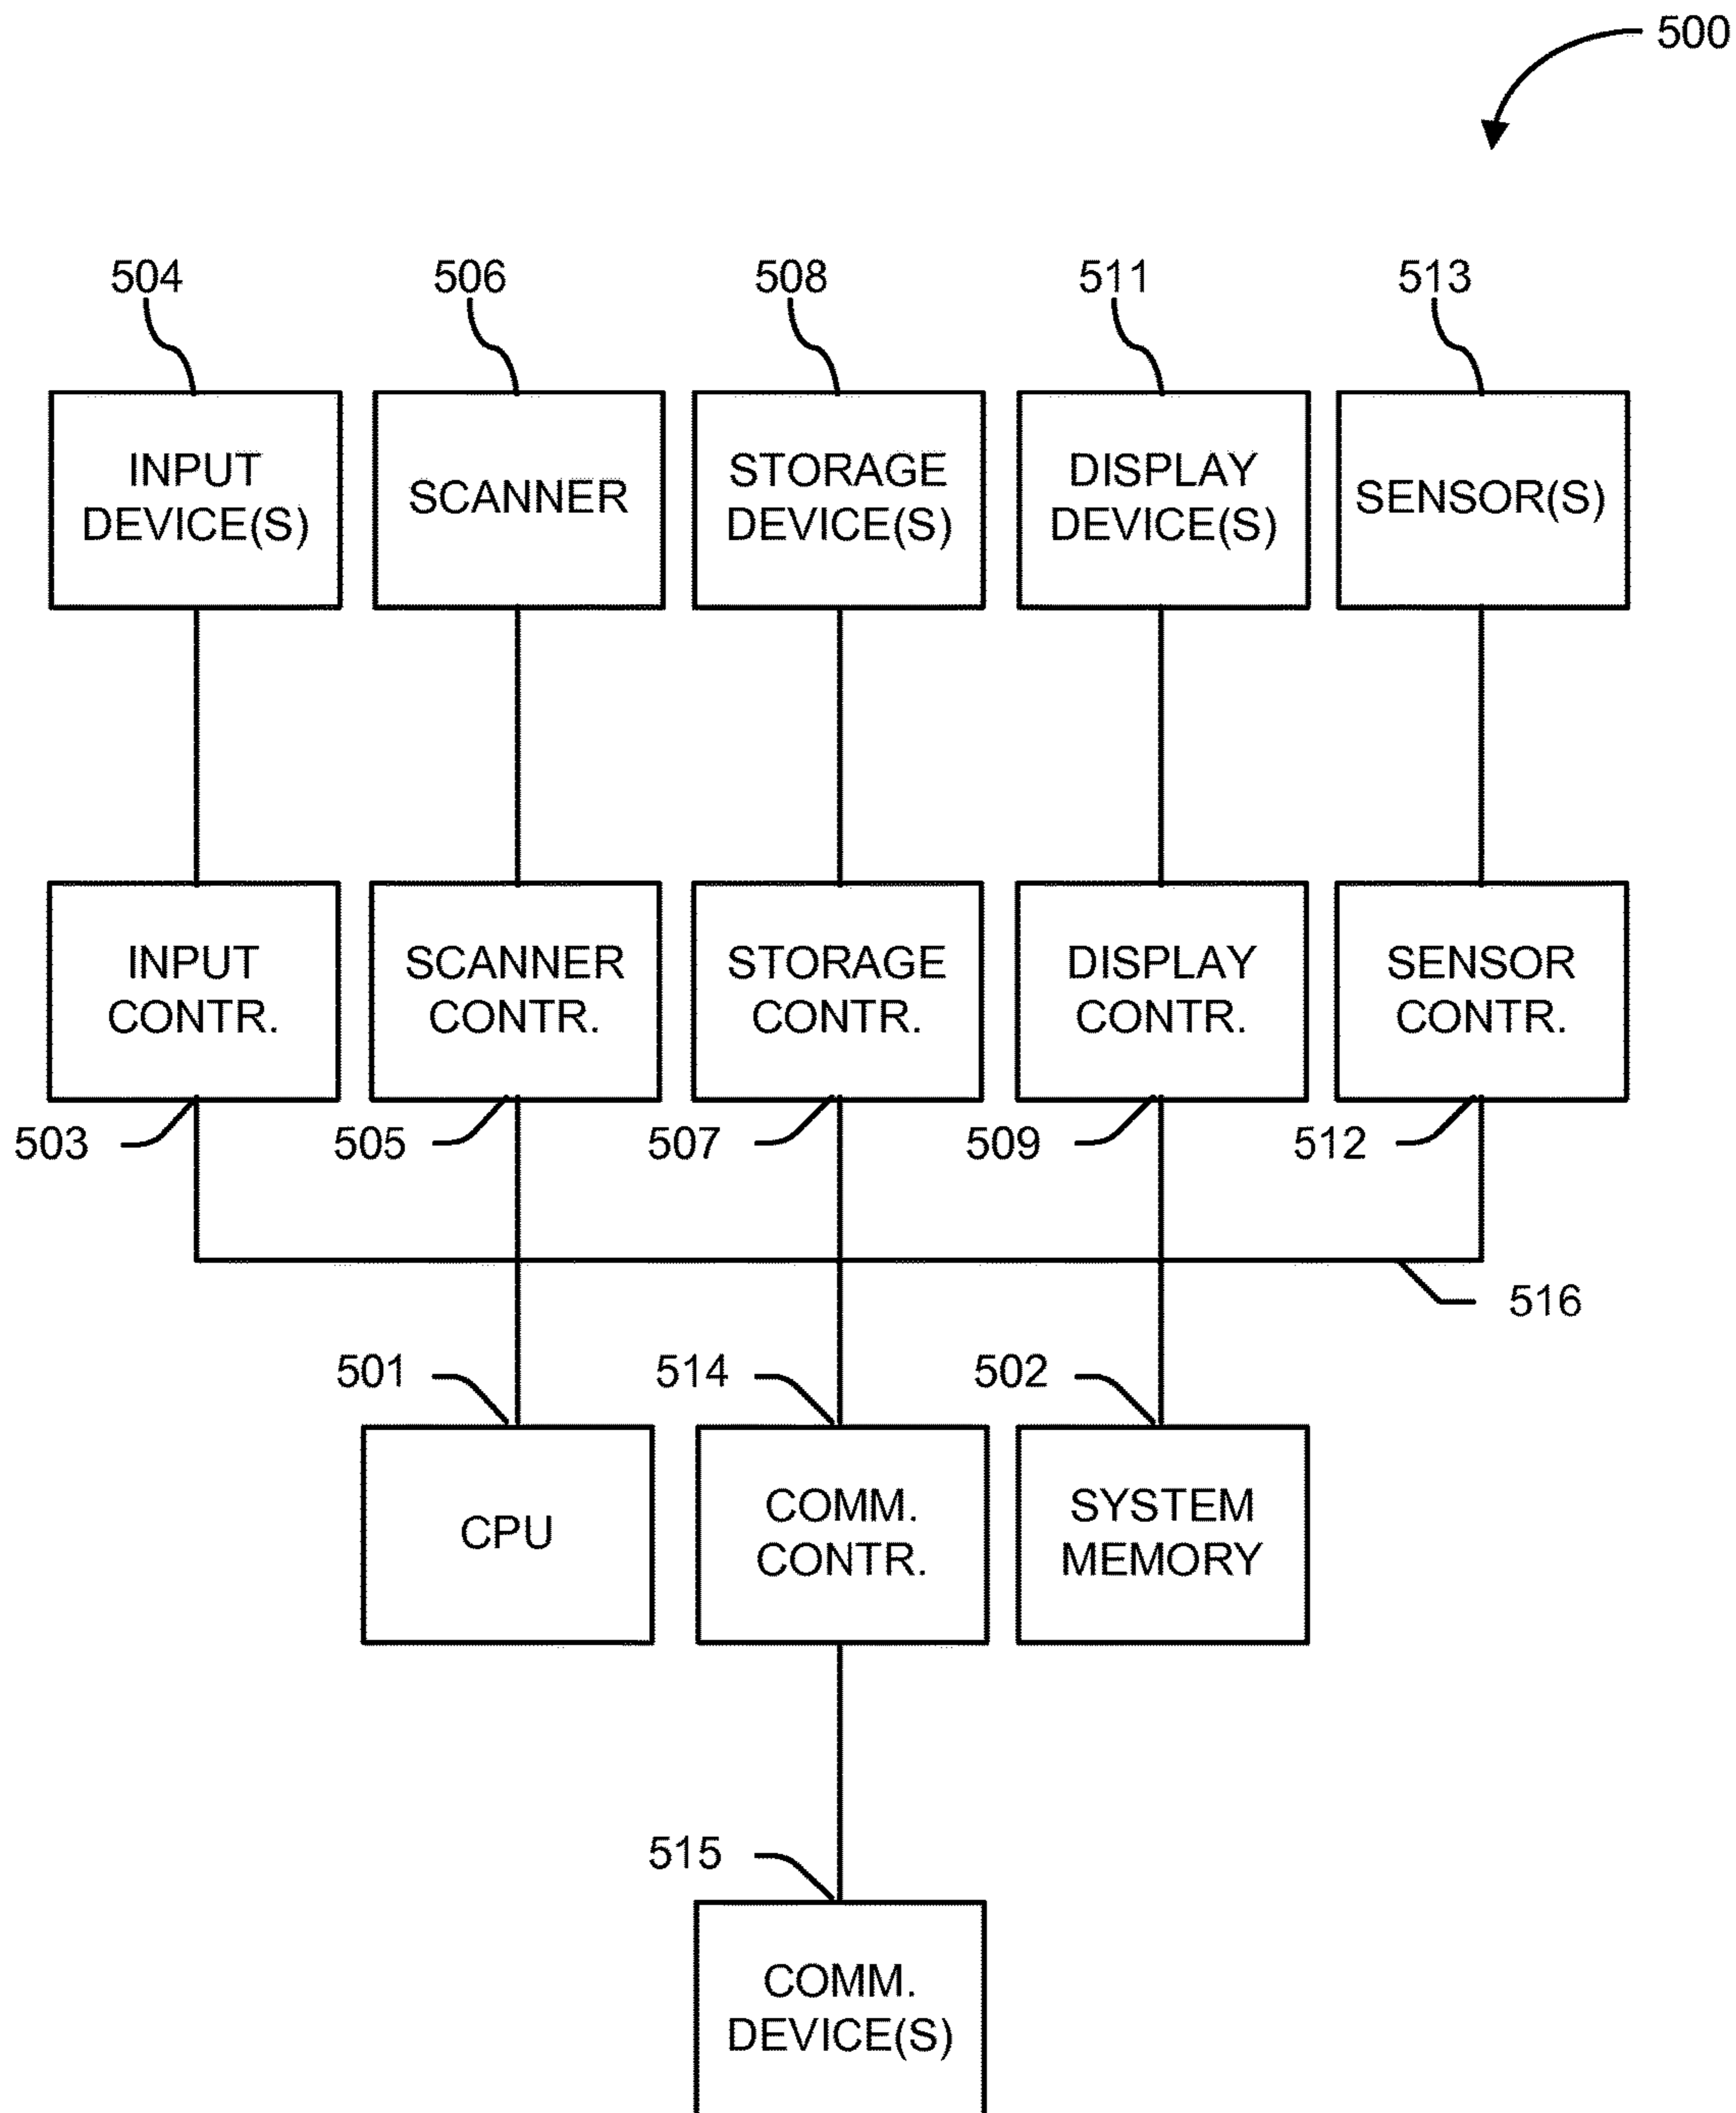 500
504
506
508
511
513
INPUT
DEVICE(S)
SCANNER
STORAGE
DEVICE(S)
DISPLAY
DEVICE(S)
SENSOR(S)
INPUT
CONTR.
SCANNER
CONTR.
STORAGE
CONTR.
DISPLAY
CONTR.
SENSOR
CONTR.
503
505
507
509
512
516
501
514
502
CPU
COMM.
CONTR.
SYSTEM
MEMORY
515
COMM.
DEVICE(S)